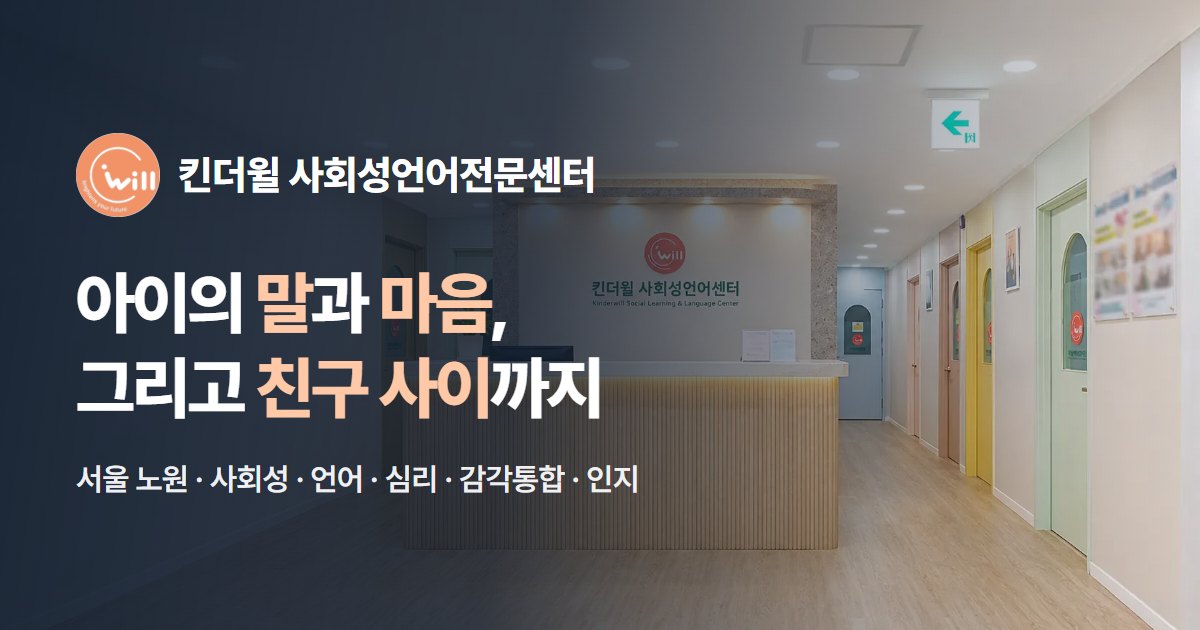 will
brighten your future
킨더윌 사회성언어전문센터
아이의 말과 마음,
그리고 친구 사이까지
서울 노원 · 사회성 · 언어 · 심리 · 감각통합 · 인지
will
킨더윌 사회성언어센터
Kinderwill Social Learning & Language Center